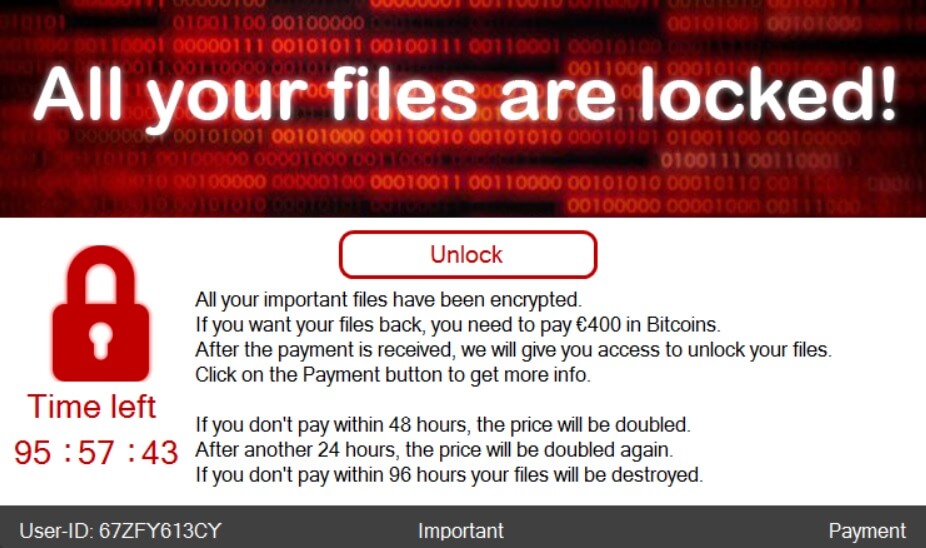 All your files are locked!
Unlock
All your important files have been encrypted.
If you want your files back, you need to pay €400 in Bitcoins.
After the payment is received, we will give you access to unlock your files.
Click on the Payment button to get more info.
If you don't pay within 48 hours, the price will be doubled.
After another 24 hours, the price will be doubled again.
If you don't pay within 96 hours your files will be destroyed.
Time left
95 : 57 : 43
User-ID: 67ZFY613CY
Important
Payment